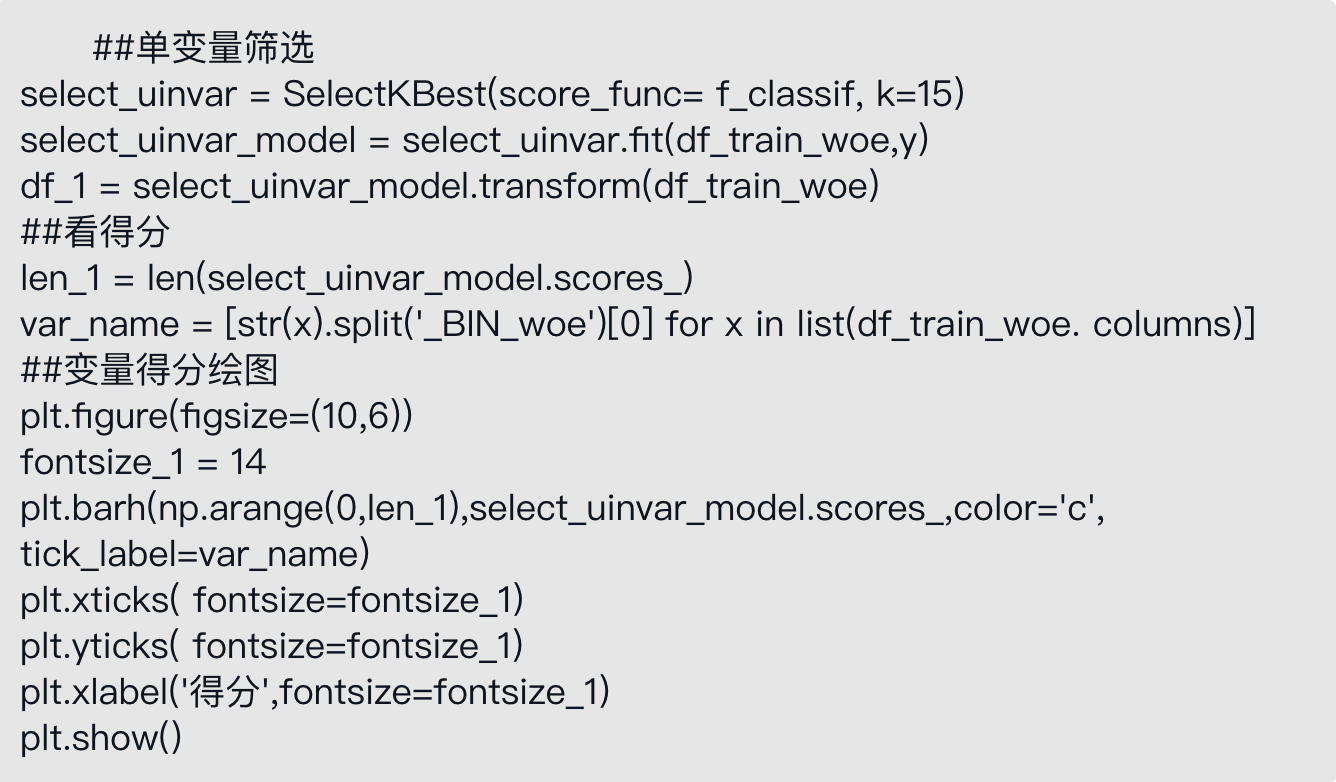 ##单变量筛选
select_uinvar = SelectKBest(score_func= f_classif, k=15)
select_uinvar_model = select_uinvar.fit(df_train_woe,y)
df_1 = select_uinvar_model.transform(df_train_woe)
##看得分
len_1 = len(select_uinvar_model.scores_)
var_name = [str(x).split('_BIN_woe')[0] for x in list(df_train_woe. columns)]
##变量得分绘图
plt.figure(figsize=(10,6))
fontsize_1 = 14
plt.barh(np.arange(0,len_1),select_uinvar_model.scores_,color='c',
tick_label=var_name)
plt.xticks( fontsize=fontsize_1)
plt.yticks( fontsize=fontsize_1)
plt.xlabel('得分',fontsize=fontsize_1)
plt.show()